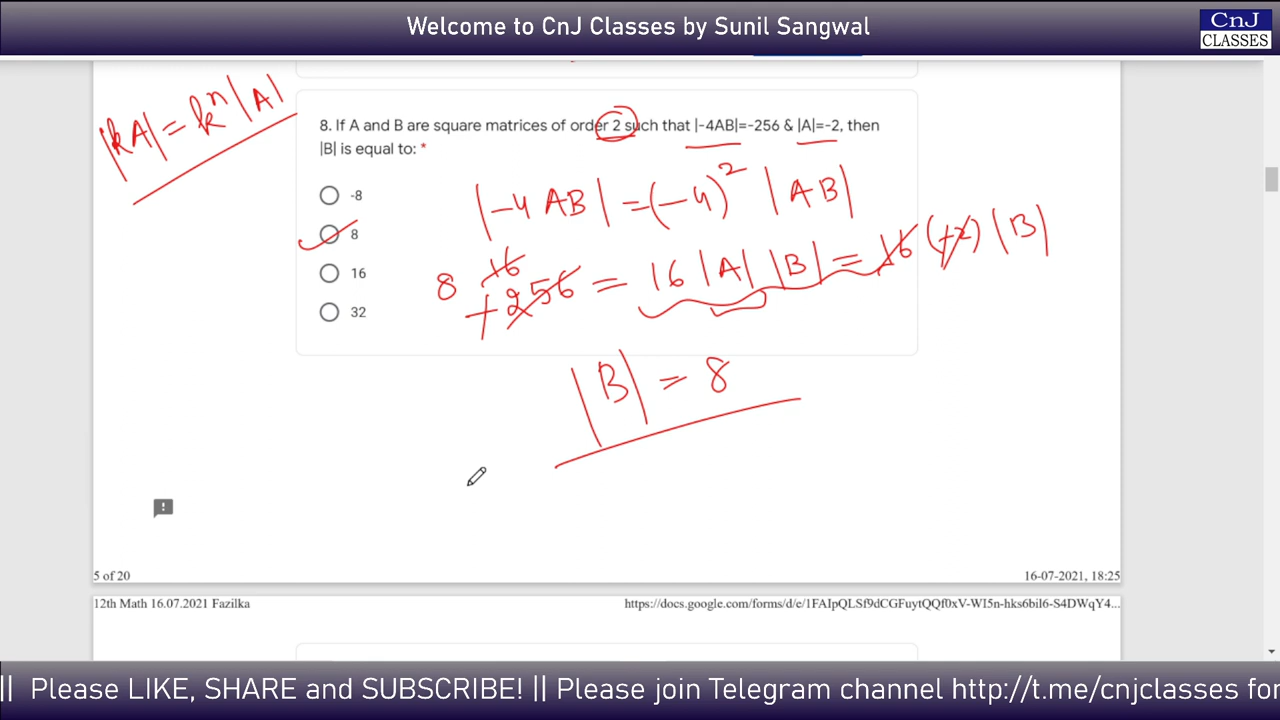 Welcome to CnJ Classes by Sunil Sangwal
CnJ
CLASSES
|kA| = kⁿ |A|
8. If A and B are square matrices of order 2 such that |-4AB|=-256 & |A|=-2, then
|B| is equal to: *
-8
8
16
32
|-4 AB| = (-4)² |AB|
8 16
-256 = 16 |A| |B| = 16 (-2) |B|
|B| = 8
5 of 20
16-07-2021, 18:25
12th Math 16.07.2021 Fazilka
https://docs.google.com/forms/d/e/1FAIpQLSf9dCGFuytQQf0xV-WI5n-hks6bil6-S4DWqY4...
|| Please LIKE, SHARE and SUBSCRIBE! || Please join Telegram channel http://t.me/cnjclasses for